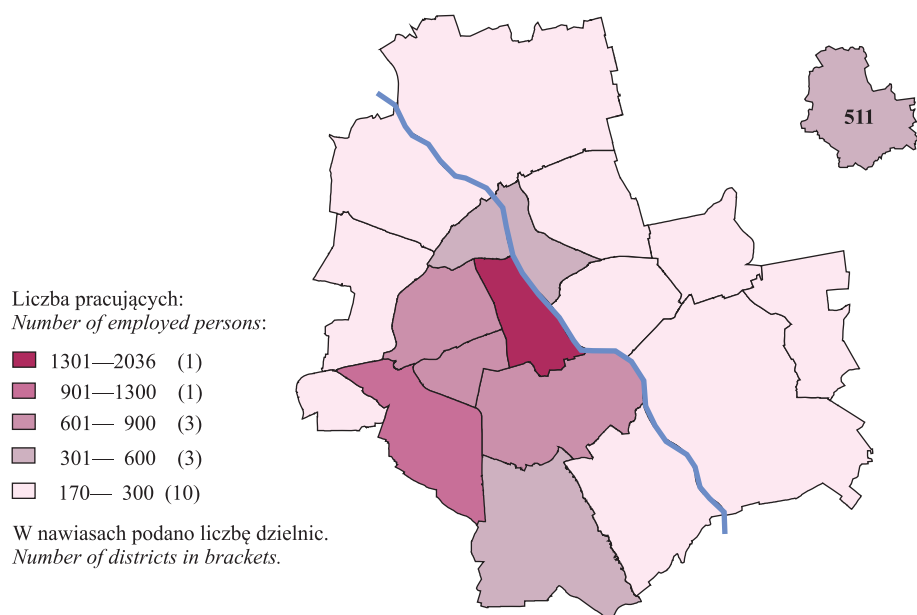 511
Liczba pracujących:
Number of employed persons:
1301—2036 (1)
901—1300 (1)
601— 900 (3)
301— 600 (3)
170— 300 (10)
W nawiasach podano liczbę dzielnic.
Number of districts in brackets.